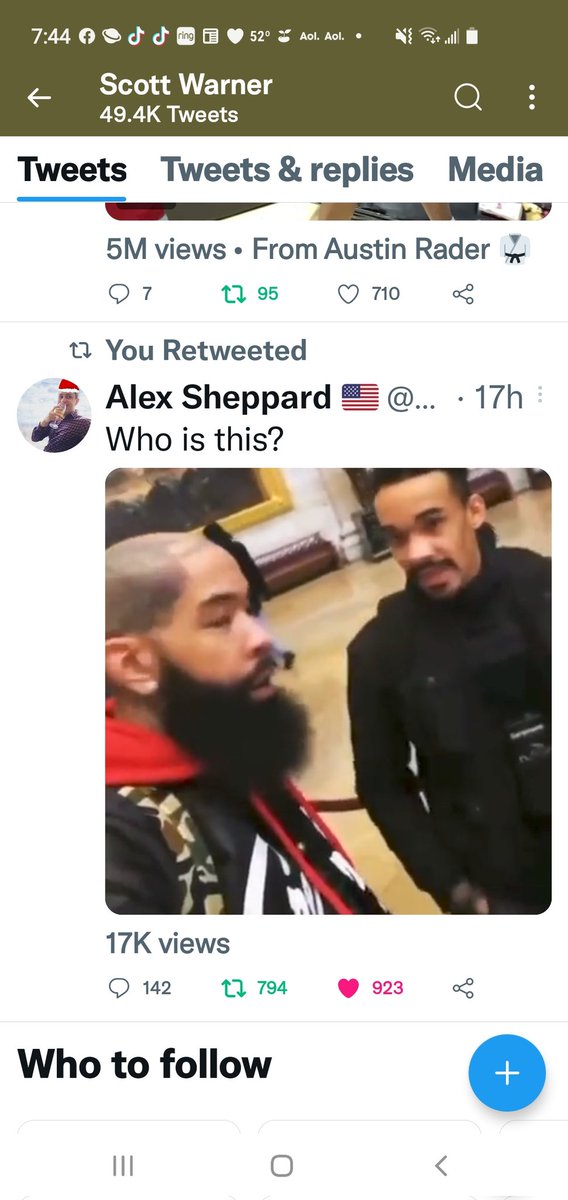 7:44 ring 52° Aol. Aol.
Scott Warner
49.4K Tweets
Tweets Tweets & replies Media
5M views • From Austin Rader
7 95 710
You Retweeted
Alex Sheppard @... · 17h
Who is this?
17K views
142 794 923
Who to follow